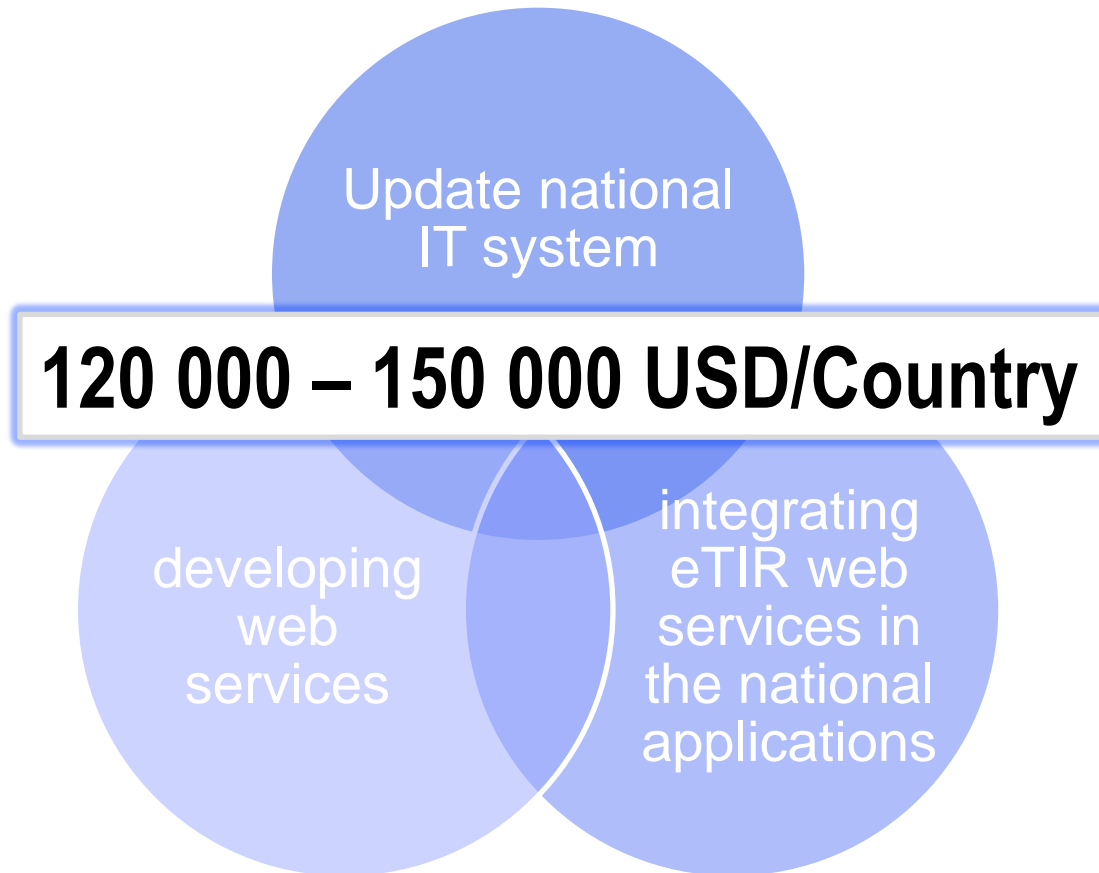 Update national
IT system
120 000 – 150 000 USD/Country
developing
web
services
integrating
eTIR web
services in
the national
applications